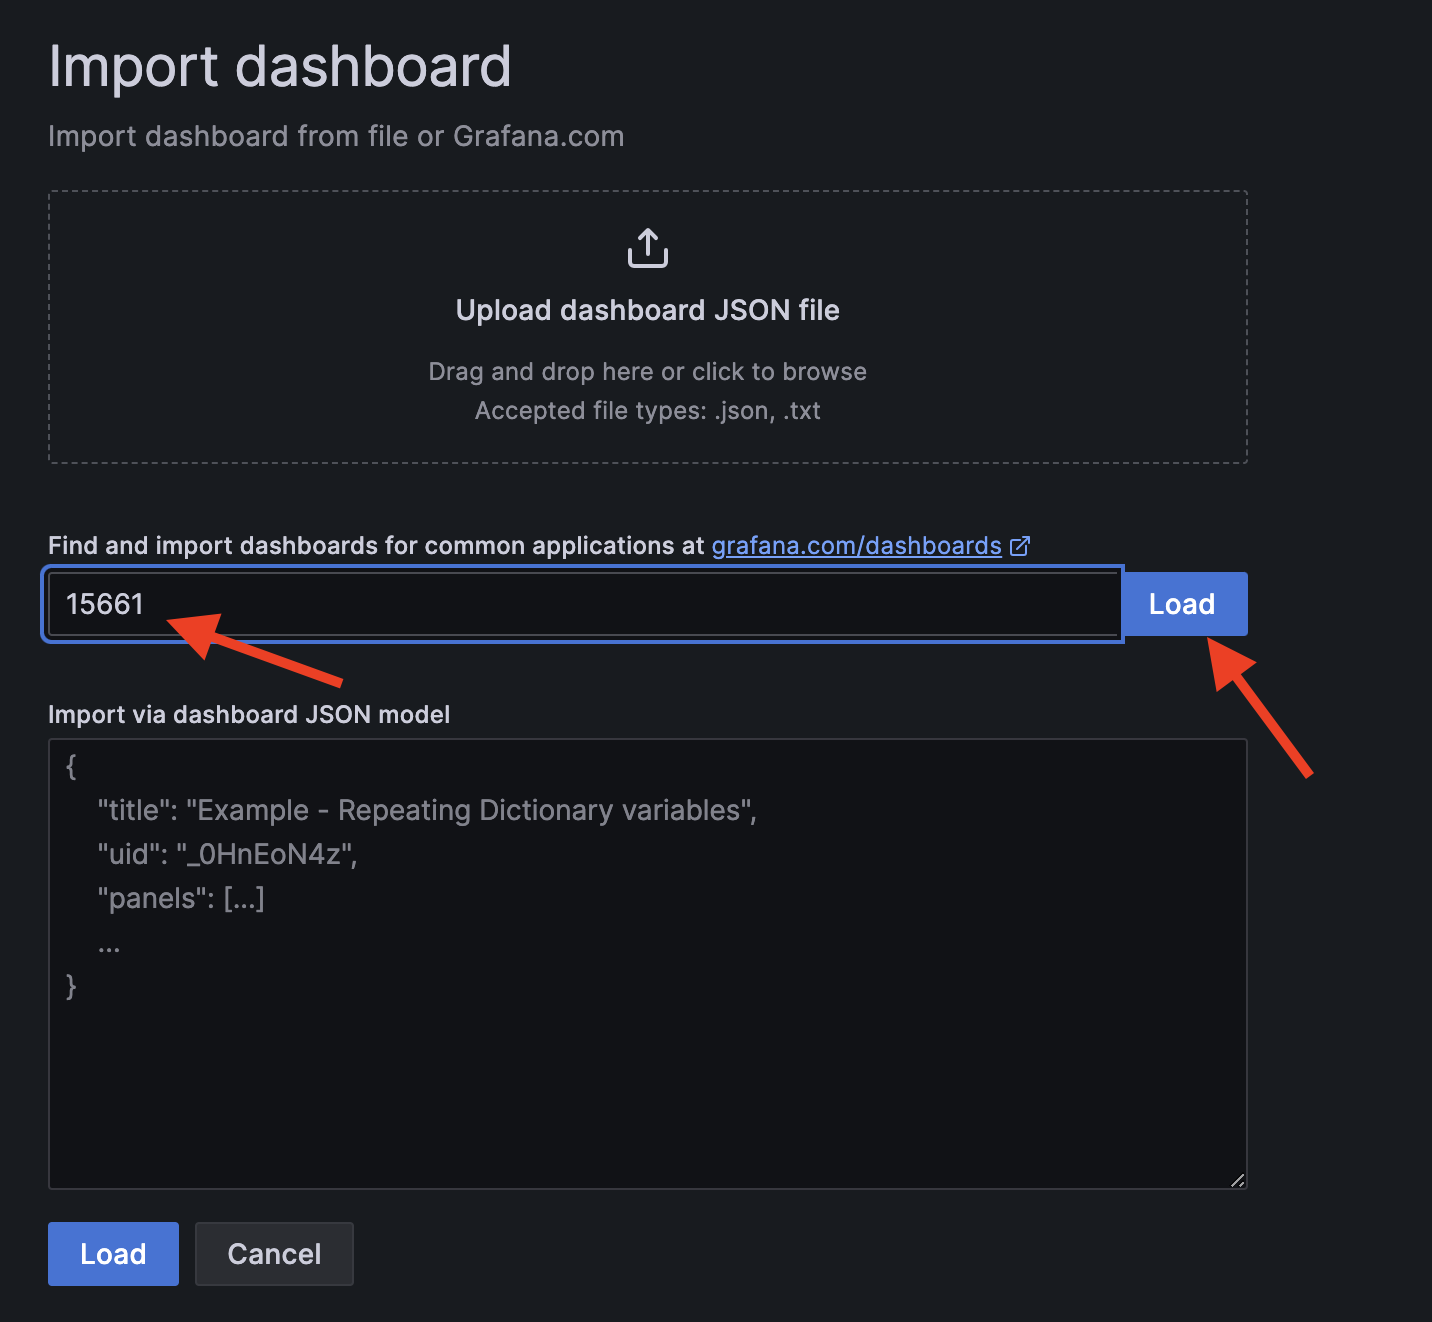 Import dashboard
Import dashboard from file or Grafana.com
Upload dashboard JSON file
Drag and drop here or click to browse
Accepted file types: .json, .txt
Find and import dashboards for common applications at grafana.com/dashboards
15661
Load
Import via dashboard JSON model
{
"title": "Example - Repeating Dictionary variables",
"uid": "_0HnEoN4z",
"panels": [...]
...
}
Load
Cancel